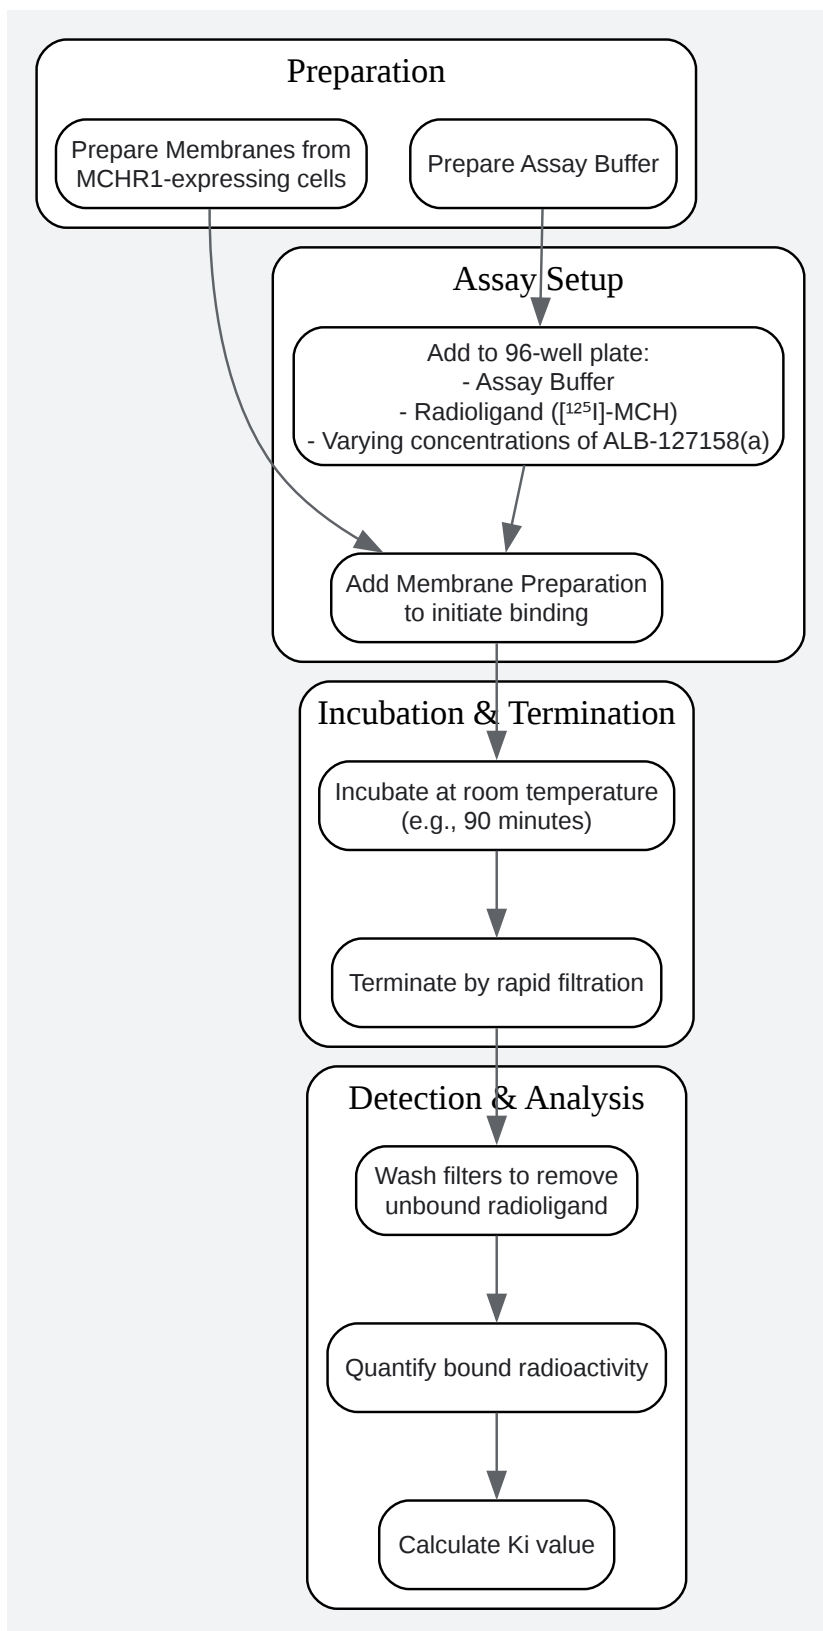 Preparation
Prepare Membranes from
MCHR1-expressing cells
Prepare Assay Buffer
Assay Setup
Add to 96-well plate:
- Assay Buffer
- Radioligand ([¹²⁵I]-MCH)
- Varying concentrations of ALB-127158(a)
Add Membrane Preparation
to initiate binding
Incubation & Termination
Incubate at room temperature
(e.g., 90 minutes)
Terminate by rapid filtration
Detection & Analysis
Wash filters to remove
unbound radioligand
Quantify bound radioactivity
Calculate Ki value